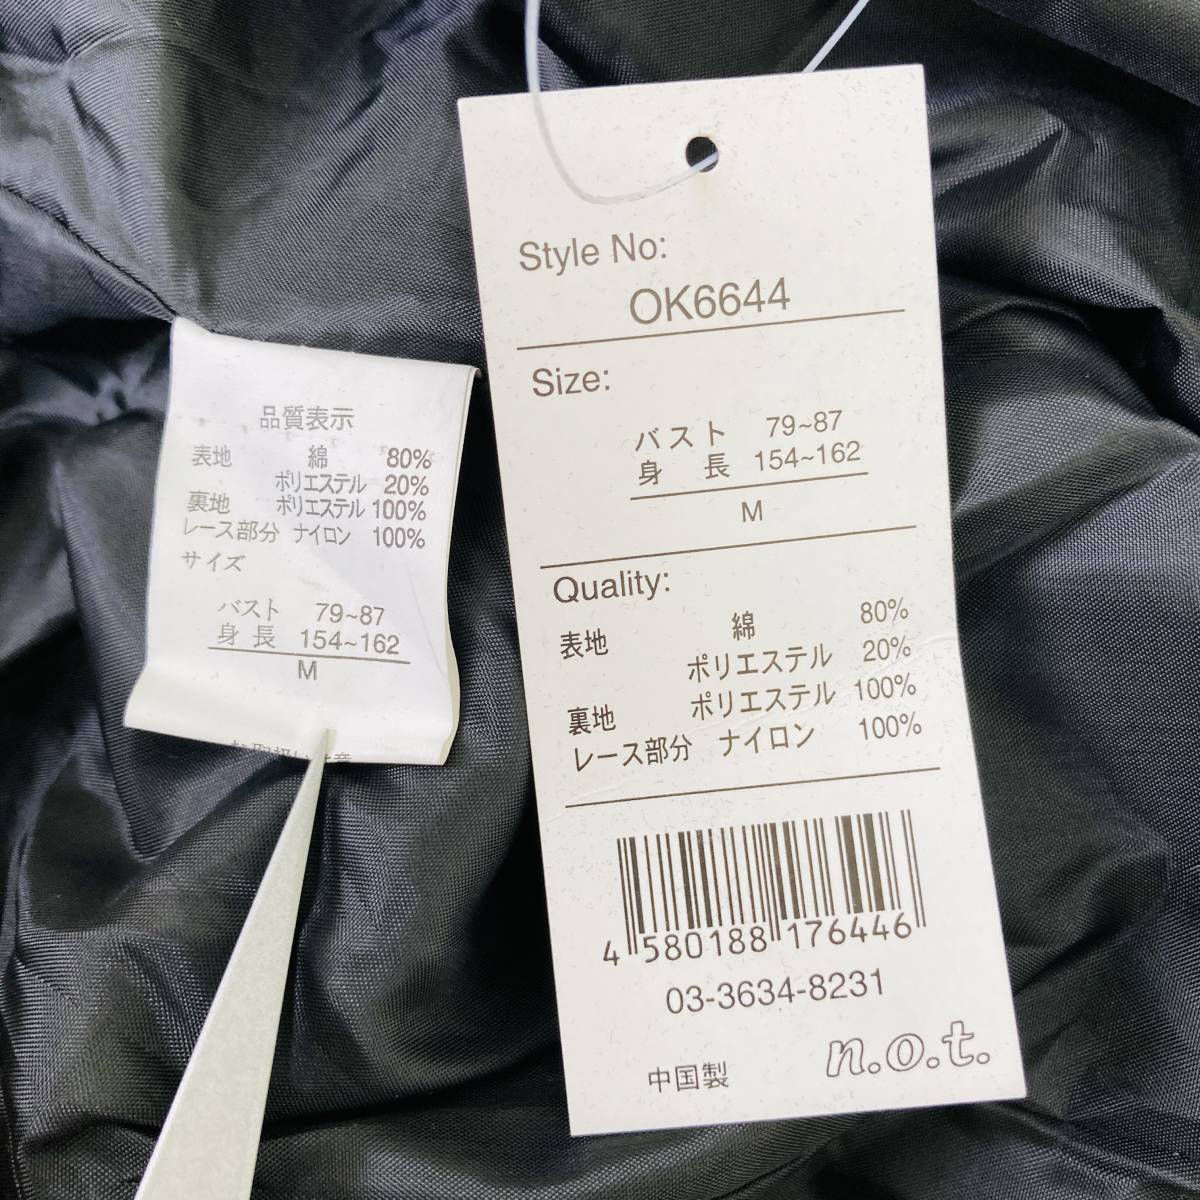 品質表示
表地 綿 80%
ポリエステル 20%
裏地 ポリエステル 100%
レース部分 ナイロン 100%
サイズ
バスト 79~87
身長 154~162
M
Style No:
OK6644
Size:
バスト 79~87
身長 154~162
M
Quality:
表地 綿 80%
ポリエステル 20%
裏地 ポリエステル 100%
レース部分 ナイロン 100%
4 580188 176446
03-3634-8231
中国製 n.o.t.